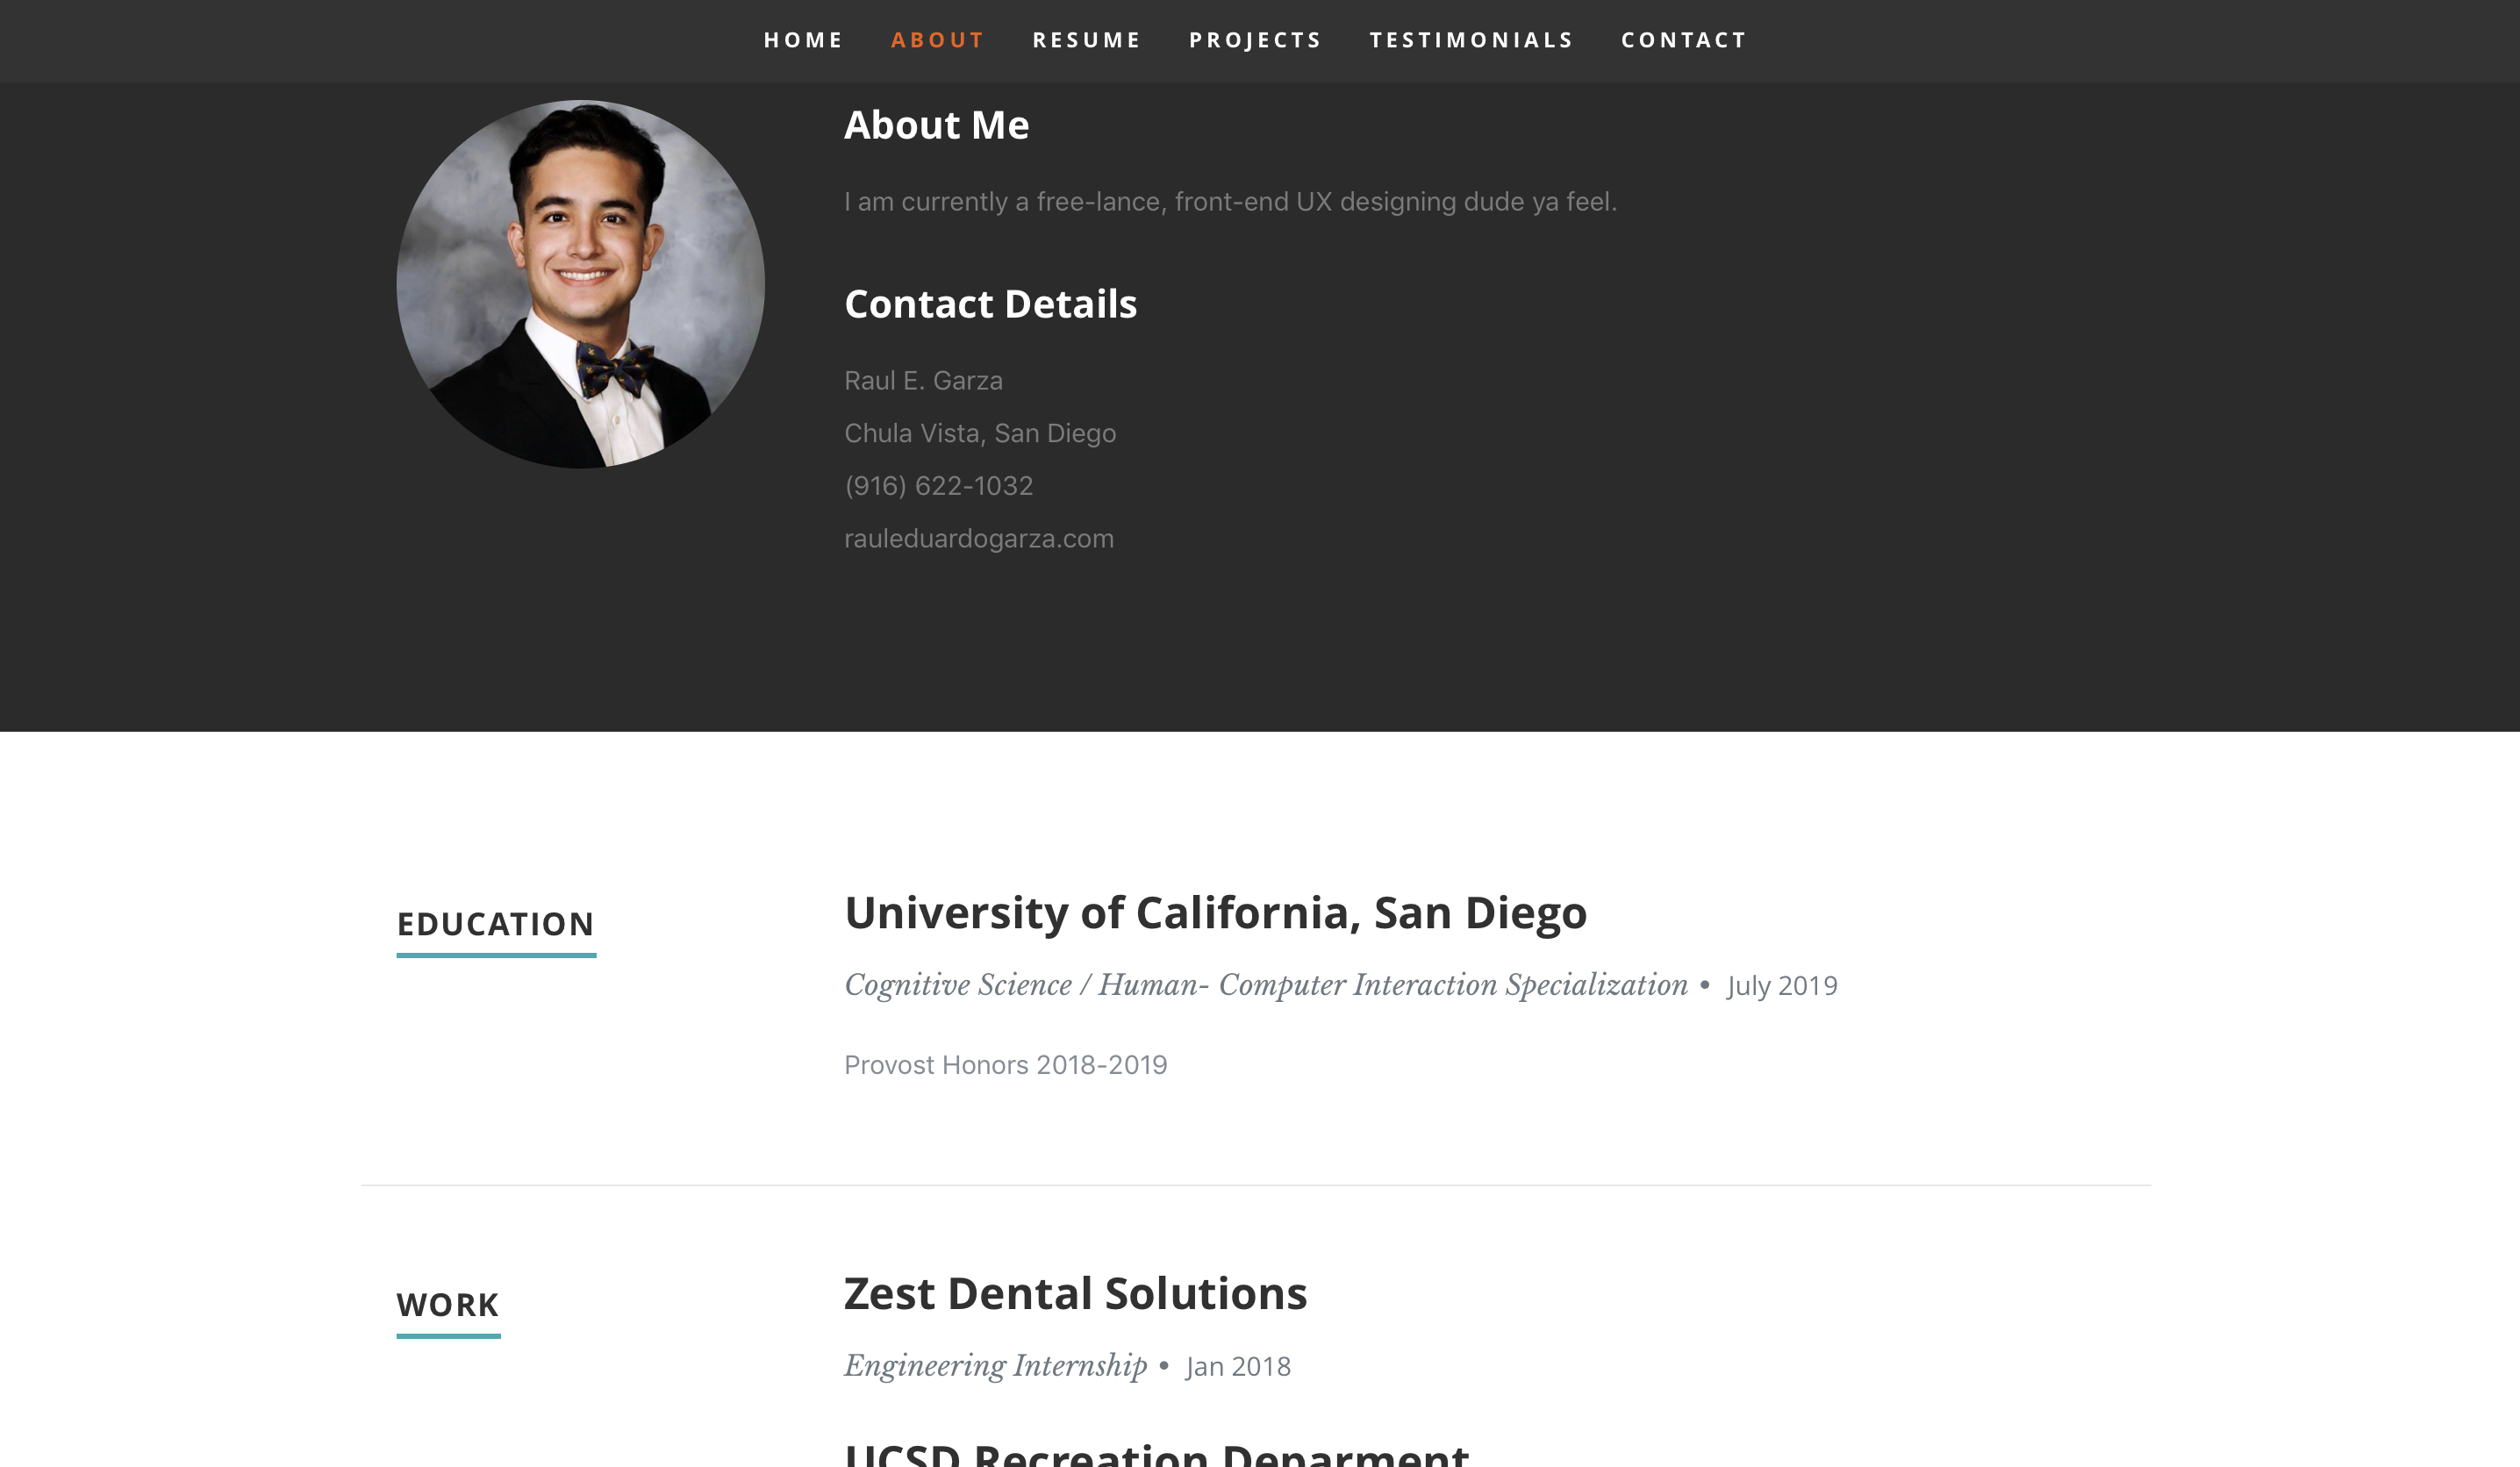 HOME ABOUT RESUME PROJECTS TESTIMONIALS CONTACT
About Me
I am currently a free-lance, front-end UX designing dude ya feel.
Contact Details
Raul E. Garza
Chula Vista, San Diego
(916) 622-1032
rauleduardogarza.com
EDUCATION
University of California, San Diego
Cognitive Science / Human- Computer Interaction Specialization • July 2019
Provost Honors 2018-2019
WORK
Zest Dental Solutions
Engineering Internship • Jan 2018
UCSD Recreation Deparment